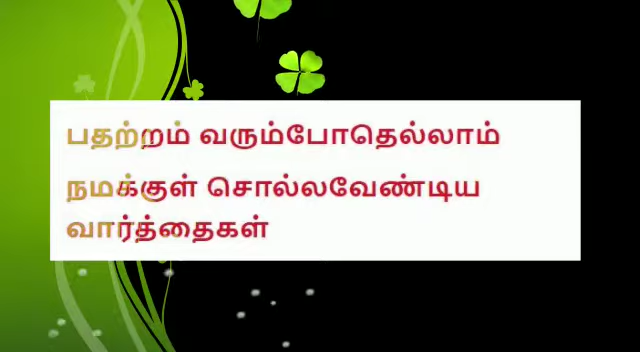 பதற்றம் வரும்போதெல்லாம்
நமக்குள் சொல்லவேண்டிய
வார்த்தைகள்